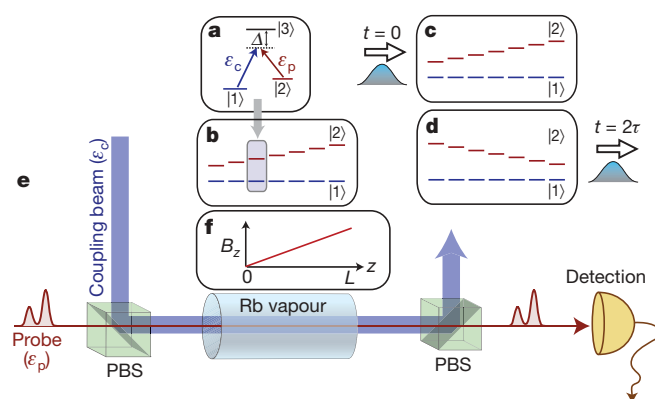 a
Δ
|3⟩
ε_c
ε_p
|1⟩
|2⟩
t = 0
c
|2⟩
|1⟩
b
|2⟩
|1⟩
d
|2⟩
|1⟩
t = 2τ
e
Coupling beam (ε_c)
f
B_z
0
L
z
Rb vapour
Detection
Probe
(ε_p)
PBS
PBS